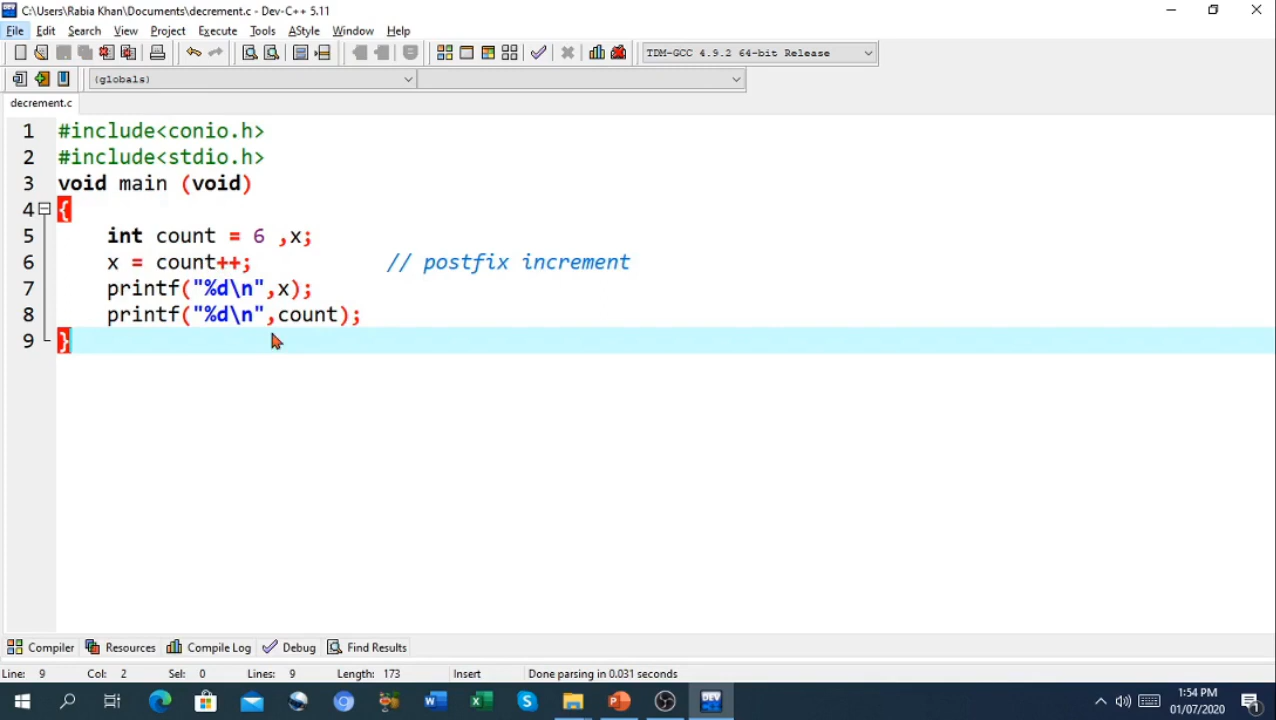 C:\Users\Rabia Khan\Documents\decrement.c - Dev-C++ 5.11
File Edit Search View Project Execute Tools AStyle Window Help
TDM-GCC 4.9.2 64-bit Release
(globals)
decrement.c
1 #include<conio.h>
2 #include<stdio.h>
3 void main (void)
4 {
5 int count = 6 ,x;
6 x = count++; // postfix increment
7 printf("%d\n",x);
8 printf("%d\n",count);
9 }
Compiler Resources Compile Log Debug Find Results
Line: 9 Col: 2 Sel: 0 Lines: 9 Length: 173 Insert Done parsing in 0.031 seconds
1:54 PM
01/07/2020